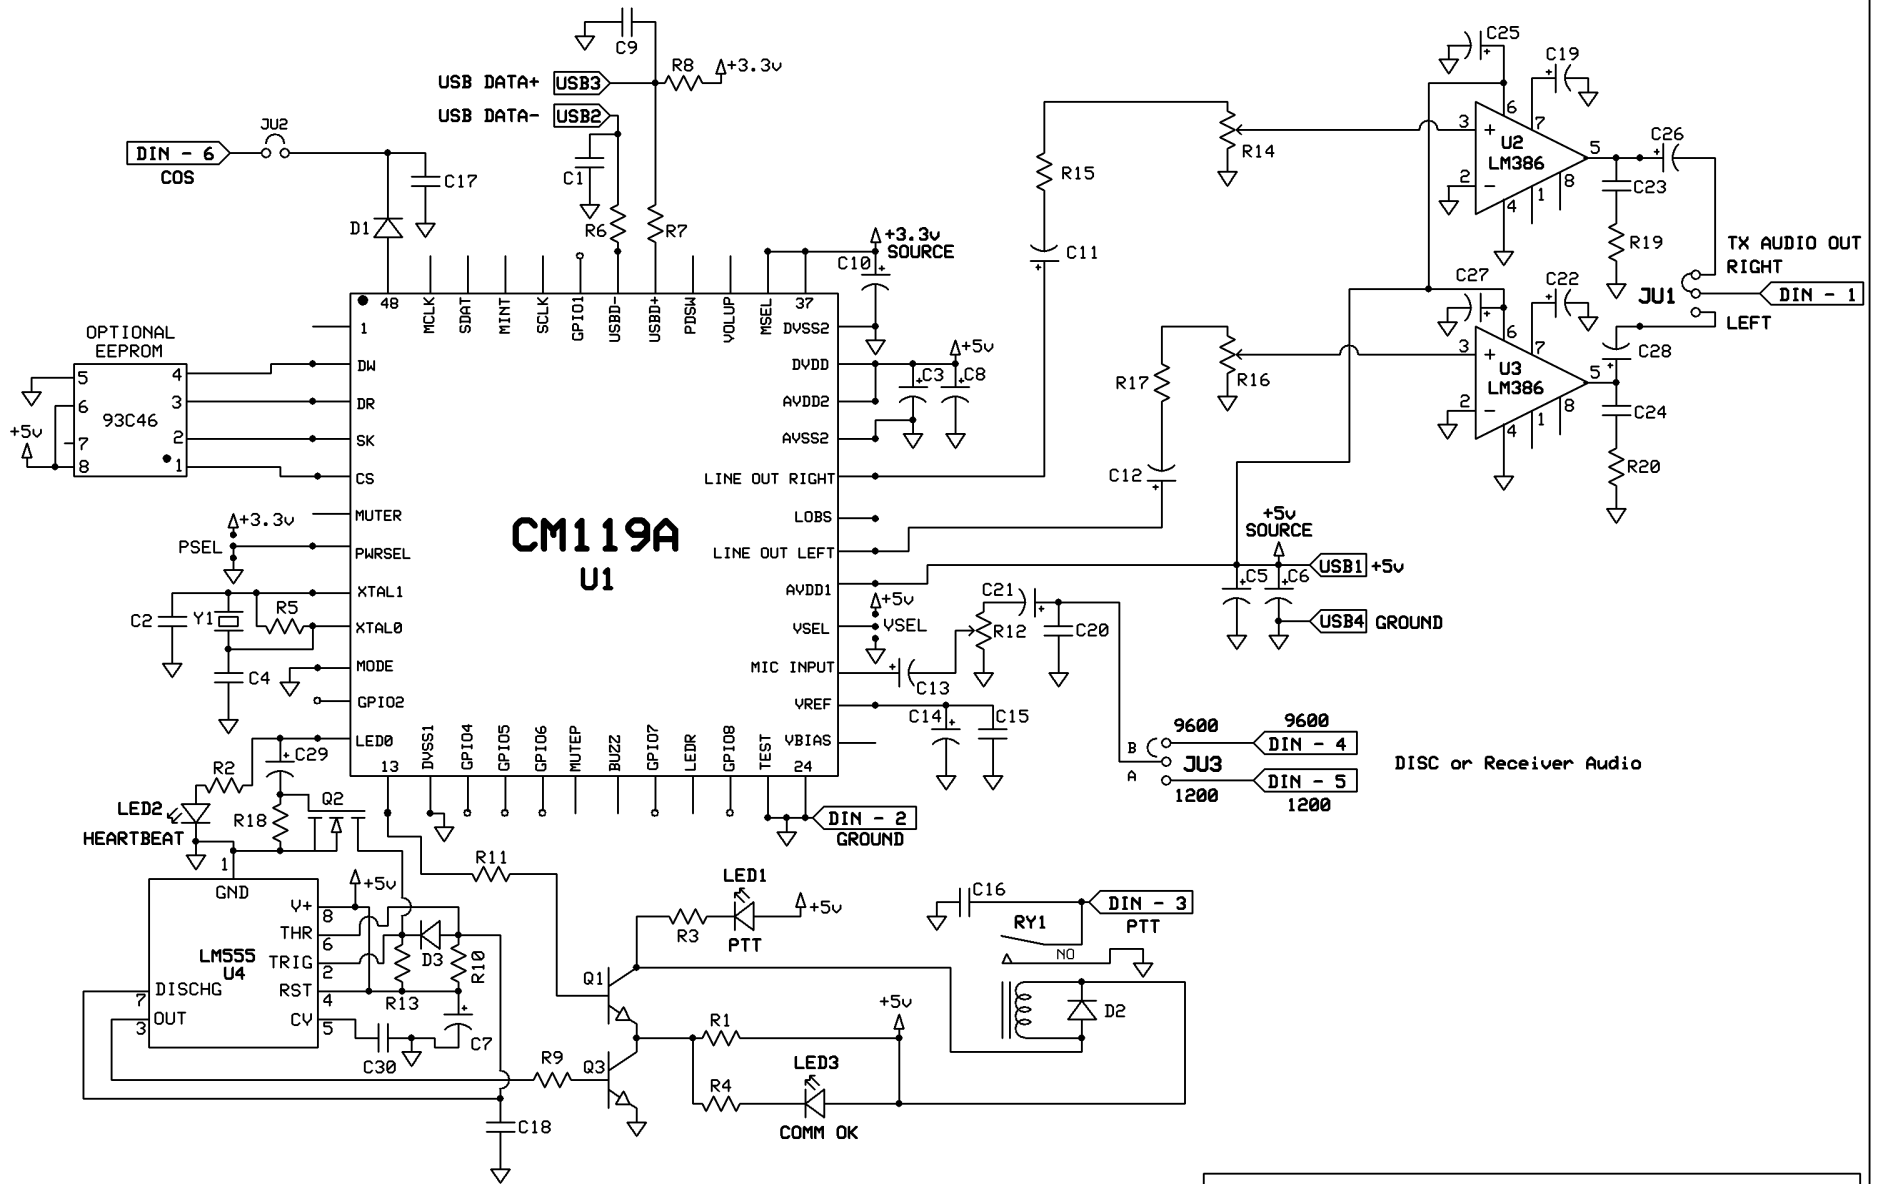 C25
C19
C9
R8
+3.3v
USB DATA+
USB3
USB DATA-
USB2
JU2
DIN - 6
COS
C17
C1
D1
R6
R7
6
7
3
+
U2
LM386
2
-
4
1
8
5
C26
R14
R15
C11
C23
R19
TX AUDIO OUT
RIGHT
JU1
DIN - 1
LEFT
+3.3v
SOURCE
C10
48
MCLK
SDAT
MINT
SCLK
GPIO1
USBD-
USBD+
PDSW
VOLUP
MSEL
37
C27
C22
6
7
3
+
U3
LM386
2
-
4
1
8
5
C28
C24
R20
R16
R17
C12
OPTIONAL
EEPROM
5
6
7
8
4
3
2
1
93C46
+5v
1
DW
DR
SK
CS
MUTER
PWRSEL
XTAL1
XTALO
MODE
GPIO2
LEDO
DVSS2
DVDD
AVDD2
AVSS2
LINE OUT RIGHT
LOBS
LINE OUT LEFT
AVDD1
VSEL
MIC INPUT
VREF
VBIAS
+5v
C3
C8
CM119A
U1
+3.3v
PSEL
C2
Y1
R5
C4
+5v
SOURCE
USB1
+5v
C5
C6
USB4
GROUND
+5v
VSEL
C21
R12
C20
C13
C14
C15
9600
9600
B
DIN - 4
JU3
A
DIN - 5
1200
1200
DISC or Receiver Audio
13
DVSS1
GPIO4
GPIO5
GPIO6
MUTEP
BUZZ
GPIO7
LEDR
GPIO8
TEST
24
DIN - 2
GROUND
C29
R2
LED2
HEARTBEAT
R18
Q2
1
GND
V+
8
THR
6
TRIG
2
RST
4
CV
5
DISCHG
7
OUT
3
LM555
U4
+5v
D3
R10
R13
C7
C30
R11
LED1
R3
PTT
+5v
C16
DIN - 3
PTT
RY1
NO
D2
Q1
Q3
R9
R1
+5v
LED3
R4
COMM OK
C18